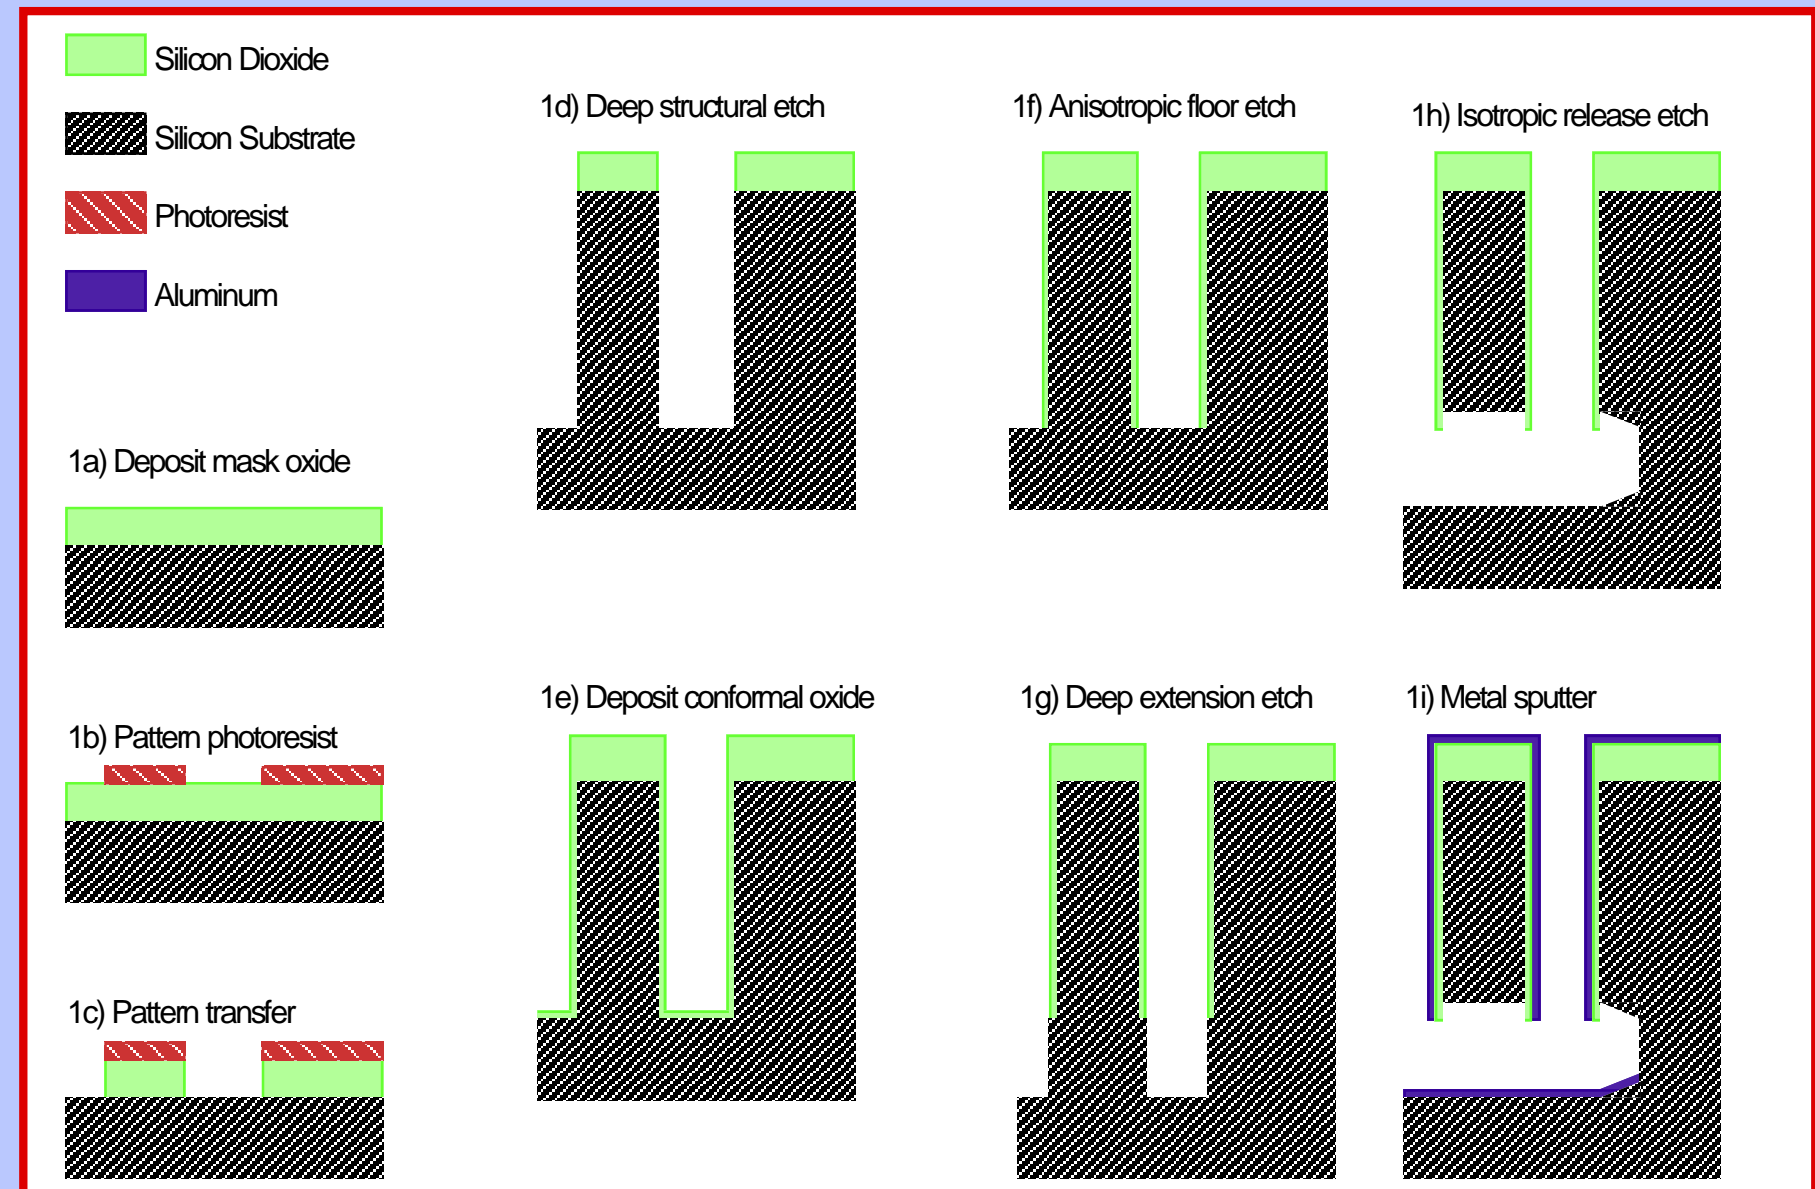 Silicon Dioxide
Silicon Substrate
Photoresist
Aluminum
1a) Deposit mask oxide
1b) Pattern photoresist
1c) Pattern transfer
1d) Deep structural etch
1e) Deposit conformal oxide
1f) Anisotropic floor etch
1g) Deep extension etch
1h) Isotropic release etch
1i) Metal sputter